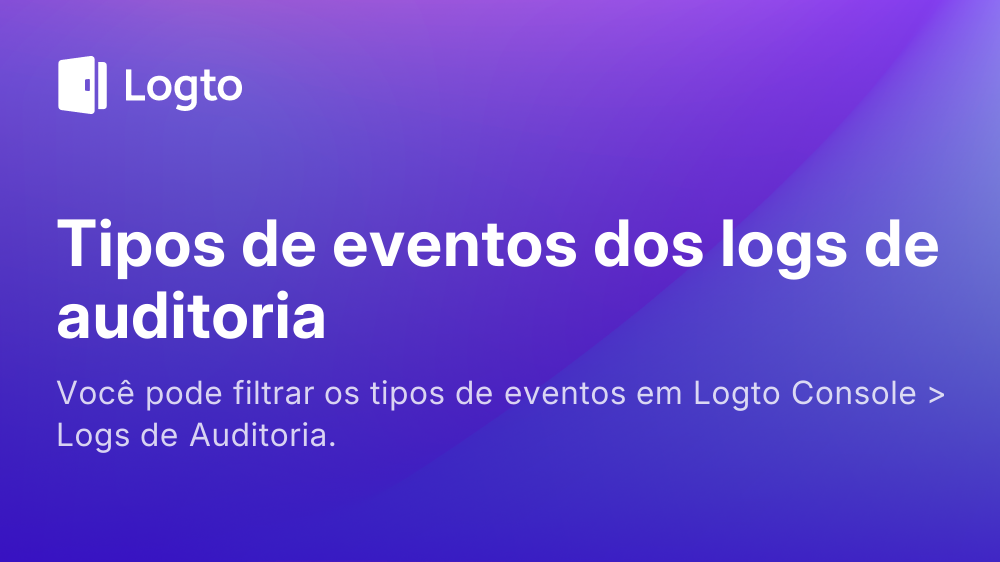 Logto
Tipos de eventos dos logs de
auditoria
Você pode filtrar os tipos de eventos em Logto Console >
Logs de Auditoria.